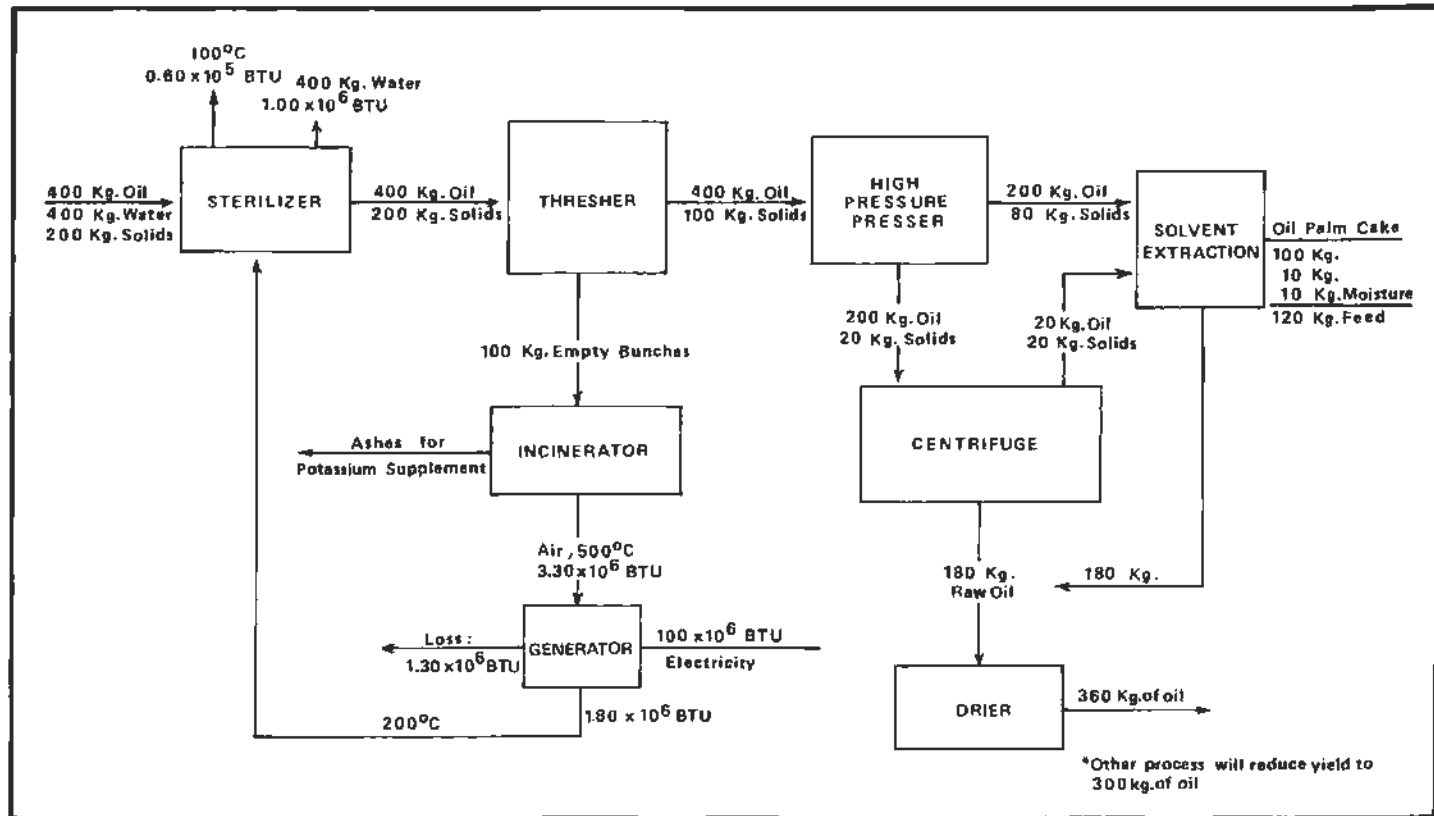 100°C
0.60 x 10⁵ BTU
400 Kg. Water
1.00 x 10⁶ BTU
400 Kg. Oil
400 Kg. Water
200 Kg. Solids
STERILIZER
400 Kg. Oil
200 Kg. Solids
THRESHER
400 Kg. Oil
100 Kg. Solids
HIGH
PRESSURE
PRESSER
200 Kg. Oil
80 Kg. Solids
SOLVENT
EXTRACTION
Oil Palm Cake
100 Kg.
10 Kg.
10 Kg. Moisture
120 Kg. Feed
200 Kg. Oil
20 Kg. Solids
20 Kg. Oil
20 Kg. Solids
100 Kg. Empty Bunches
INCINERATOR
Ashes for
Potassium Supplement
CENTRIFUGE
Air, 500°C
3.30 x 10⁶ BTU
180 Kg.
Raw Oil
180 Kg.
GENERATOR
Loss:
1.30 x 10⁶ BTU
100 x 10⁶ BTU
Electricity
200°C
1.80 x 10⁶ BTU
DRIER
360 Kg. of oil
*Other process will reduce yield to
300 kg. of oil